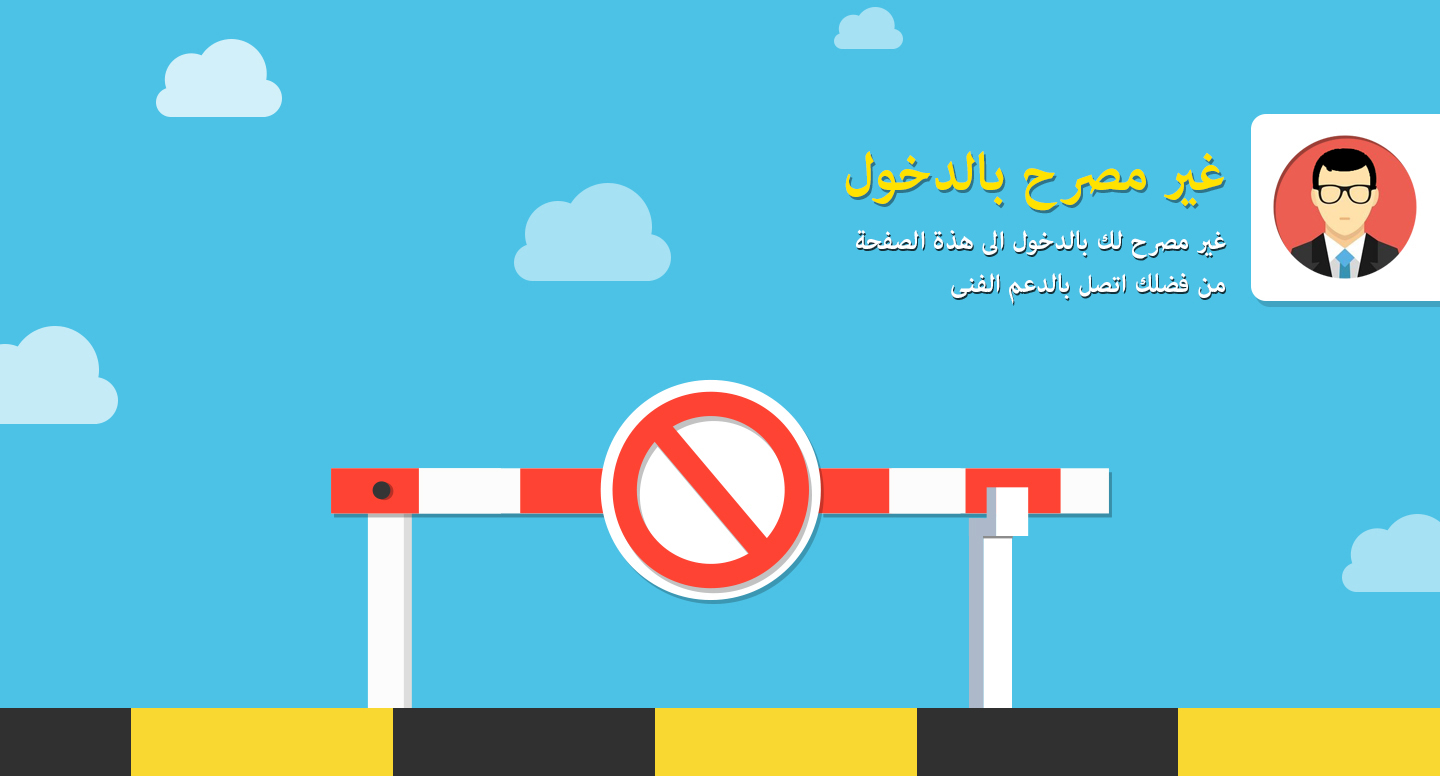 غير مصرح بالدخول
غير مصرح لك بالدخول الى هذة الصفحة
من فضلك اتصل بالدعم الفنى